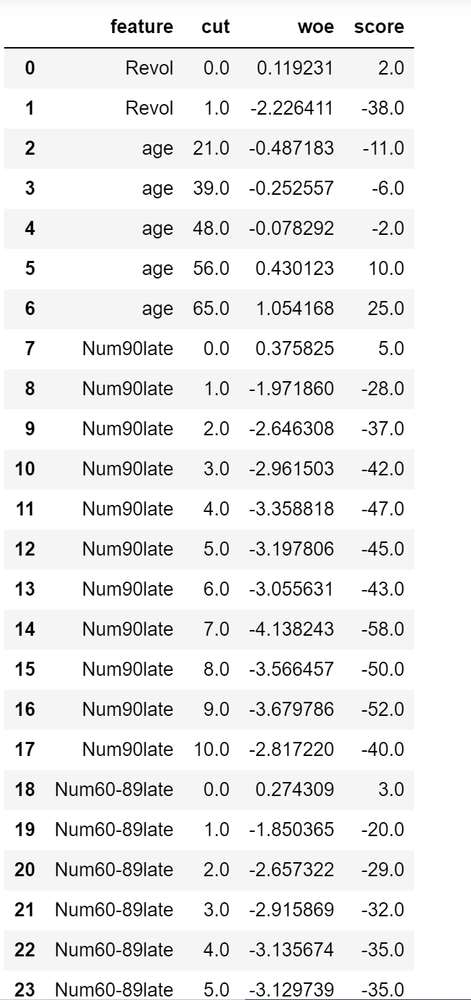 feature cut woe score
0 Revol 0.0 0.119231 2.0
1 Revol 1.0 -2.226411 -38.0
2 age 21.0 -0.487183 -11.0
3 age 39.0 -0.252557 -6.0
4 age 48.0 -0.078292 -2.0
5 age 56.0 0.430123 10.0
6 age 65.0 1.054168 25.0
7 Num90late 0.0 0.375825 5.0
8 Num90late 1.0 -1.971860 -28.0
9 Num90late 2.0 -2.646308 -37.0
10 Num90late 3.0 -2.961503 -42.0
11 Num90late 4.0 -3.358818 -47.0
12 Num90late 5.0 -3.197806 -45.0
13 Num90late 6.0 -3.055631 -43.0
14 Num90late 7.0 -4.138243 -58.0
15 Num90late 8.0 -3.566457 -50.0
16 Num90late 9.0 -3.679786 -52.0
17 Num90late 10.0 -2.817220 -40.0
18 Num60-89late 0.0 0.274309 3.0
19 Num60-89late 1.0 -1.850365 -20.0
20 Num60-89late 2.0 -2.657322 -29.0
21 Num60-89late 3.0 -2.915869 -32.0
22 Num60-89late 4.0 -3.135674 -35.0
23 Num60-89late 5.0 -3.129739 -35.0